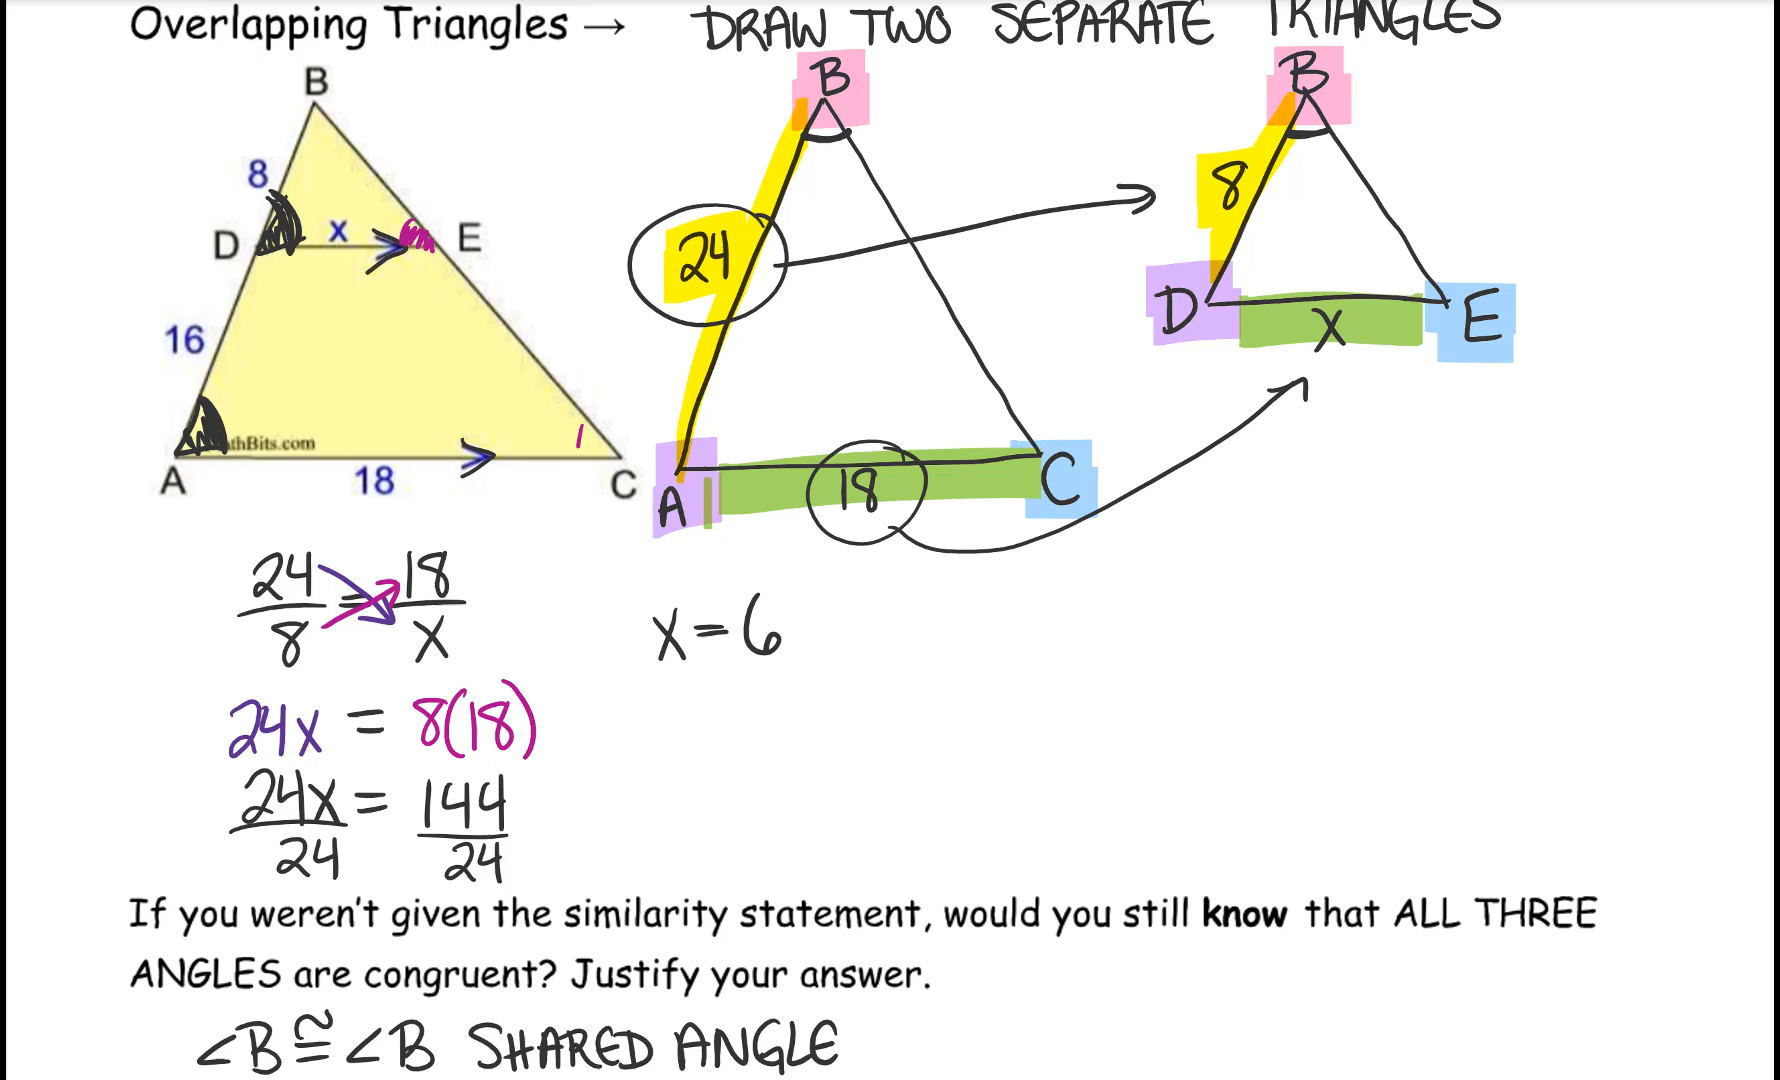 Overlapping Triangles → DRAW TWO SEPARATE TRIANGLES
B
8
D x E
16
thBits.com
A 18 C
B
24
A 18 C
B
8
D x E
24/8 = 18/x
x = 6
24x = 8(18)
24x/24 = 144/24
If you weren't given the similarity statement, would you still know that ALL THREE
ANGLES are congruent? Justify your answer.
∠B ≅ ∠B SHARED ANGLE